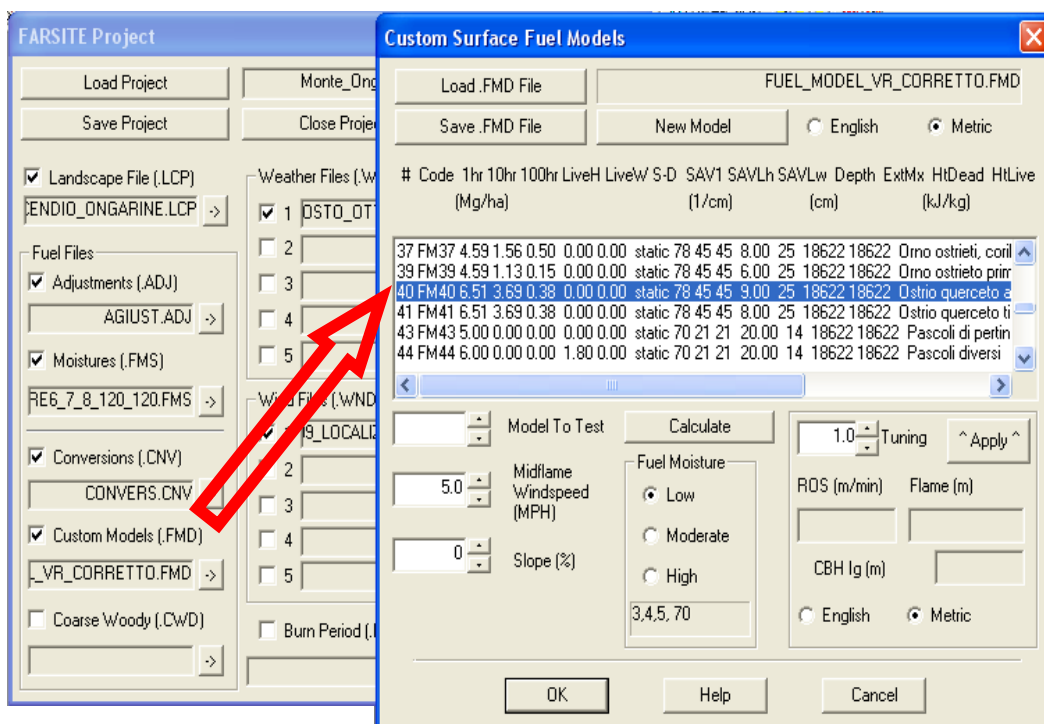 FARSITE Project
Load Project
Monte_Ong
Save Project
Close Projec
Landscape File (.LCP)
CENDIO_ONGARINE.LCP ->
Fuel Files
Adjustments (.ADJ)
AGIUST.ADJ ->
Moistures (.FMS)
RE6_7_8_120_120.FMS ->
Conversions (.CNV)
CONVERS.CNV
Custom Models (.FMD)
L_VR_CORRETTO.FMD ->
Coarse Woody (.CWD)
->
Weather Files (.W
1 OSTO_OTT
2
3
4
5
Wind Files (.WND
9_LOCALIZ
2
3
4
5
Burn Period (.
Custom Surface Fuel Models
Load .FMD File
FUEL_MODEL_VR_CORRETTO.FMD
Save .FMD File
New Model
English
Metric
# Code 1hr 10hr 100hr LiveH LiveW S-D SAV1 SAVLh SAVLw Depth ExtMx HtDead HtLive
(Mg/ha) (1/cm) (cm) (kJ/kg)
37 FM37 4.59 1.56 0.50 0.00 0.00 static 78 45 45 8.00 25 18622 18622 Orno ostrieti, coril
39 FM39 4.59 1.13 0.15 0.00 0.00 static 78 45 45 6.00 25 18622 18622 Orno ostrieto prim
40 FM40 6.51 3.69 0.38 0.00 0.00 static 78 45 45 9.00 25 18622 18622 Ostrio querceto a
41 FM41 6.51 3.69 0.38 0.00 0.00 static 78 45 45 8.00 25 18622 18622 Ostrio querceto ti
43 FM43 5.00 0.00 0.00 0.00 0.00 static 70 21 21 20.00 14 18622 18622 Pascoli di pertin
44 FM44 6.00 0.00 0.00 1.80 0.00 static 70 21 21 20.00 14 18622 18622 Pascoli diversi
Model To Test
5.0
Midflame
Windspeed
(MPH)
0
Slope (%)
Calculate
Fuel Moisture
Low
Moderate
High
3,4,5, 70
1.0
Tuning
^ Apply ^
ROS (m/min)
Flame (m)
CBH Ig (m)
English
Metric
OK
Help
Cancel